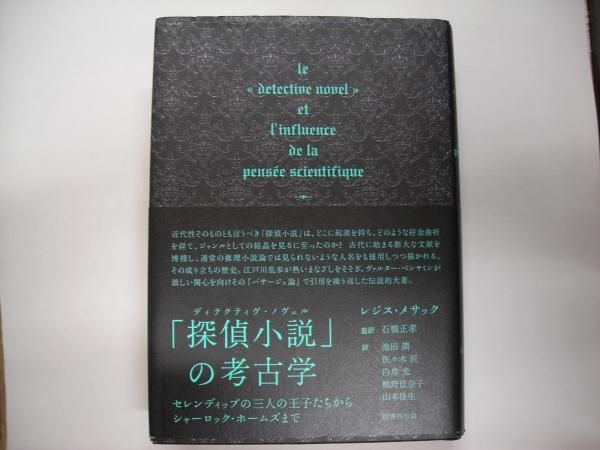 le
« detective novel »
et
l'influence
de la
pensée scientifique
近代性そのものとも言うべき「探偵小説」は、どこに起源を持ち、どのような紆余曲折
を経て、ジャンルとしての結晶を見るに至ったのか？ 古代に始まる膨大な文献を
博捜し、通常の推理小説論では見られないような人名をも援用しつつ描かれる、
その成り立ちの歴史。江戸川乱歩が熱いまなざしをそそぎ、ヴァルター・ベンヤミンが
激しい関心を向けその『パサージュ論』で引用を繰り返した伝説的大著。
ディテクティヴ・ノヴェル
「探偵小説」
の考古学
セレンディップの三人の王子たちから
シャーロック・ホームズまで
レジス・メサック
監訳 石橋正孝
訳 池田潤
佐々木匠
白鳥光
槙野佳奈子
山本佳生
国書刊行会